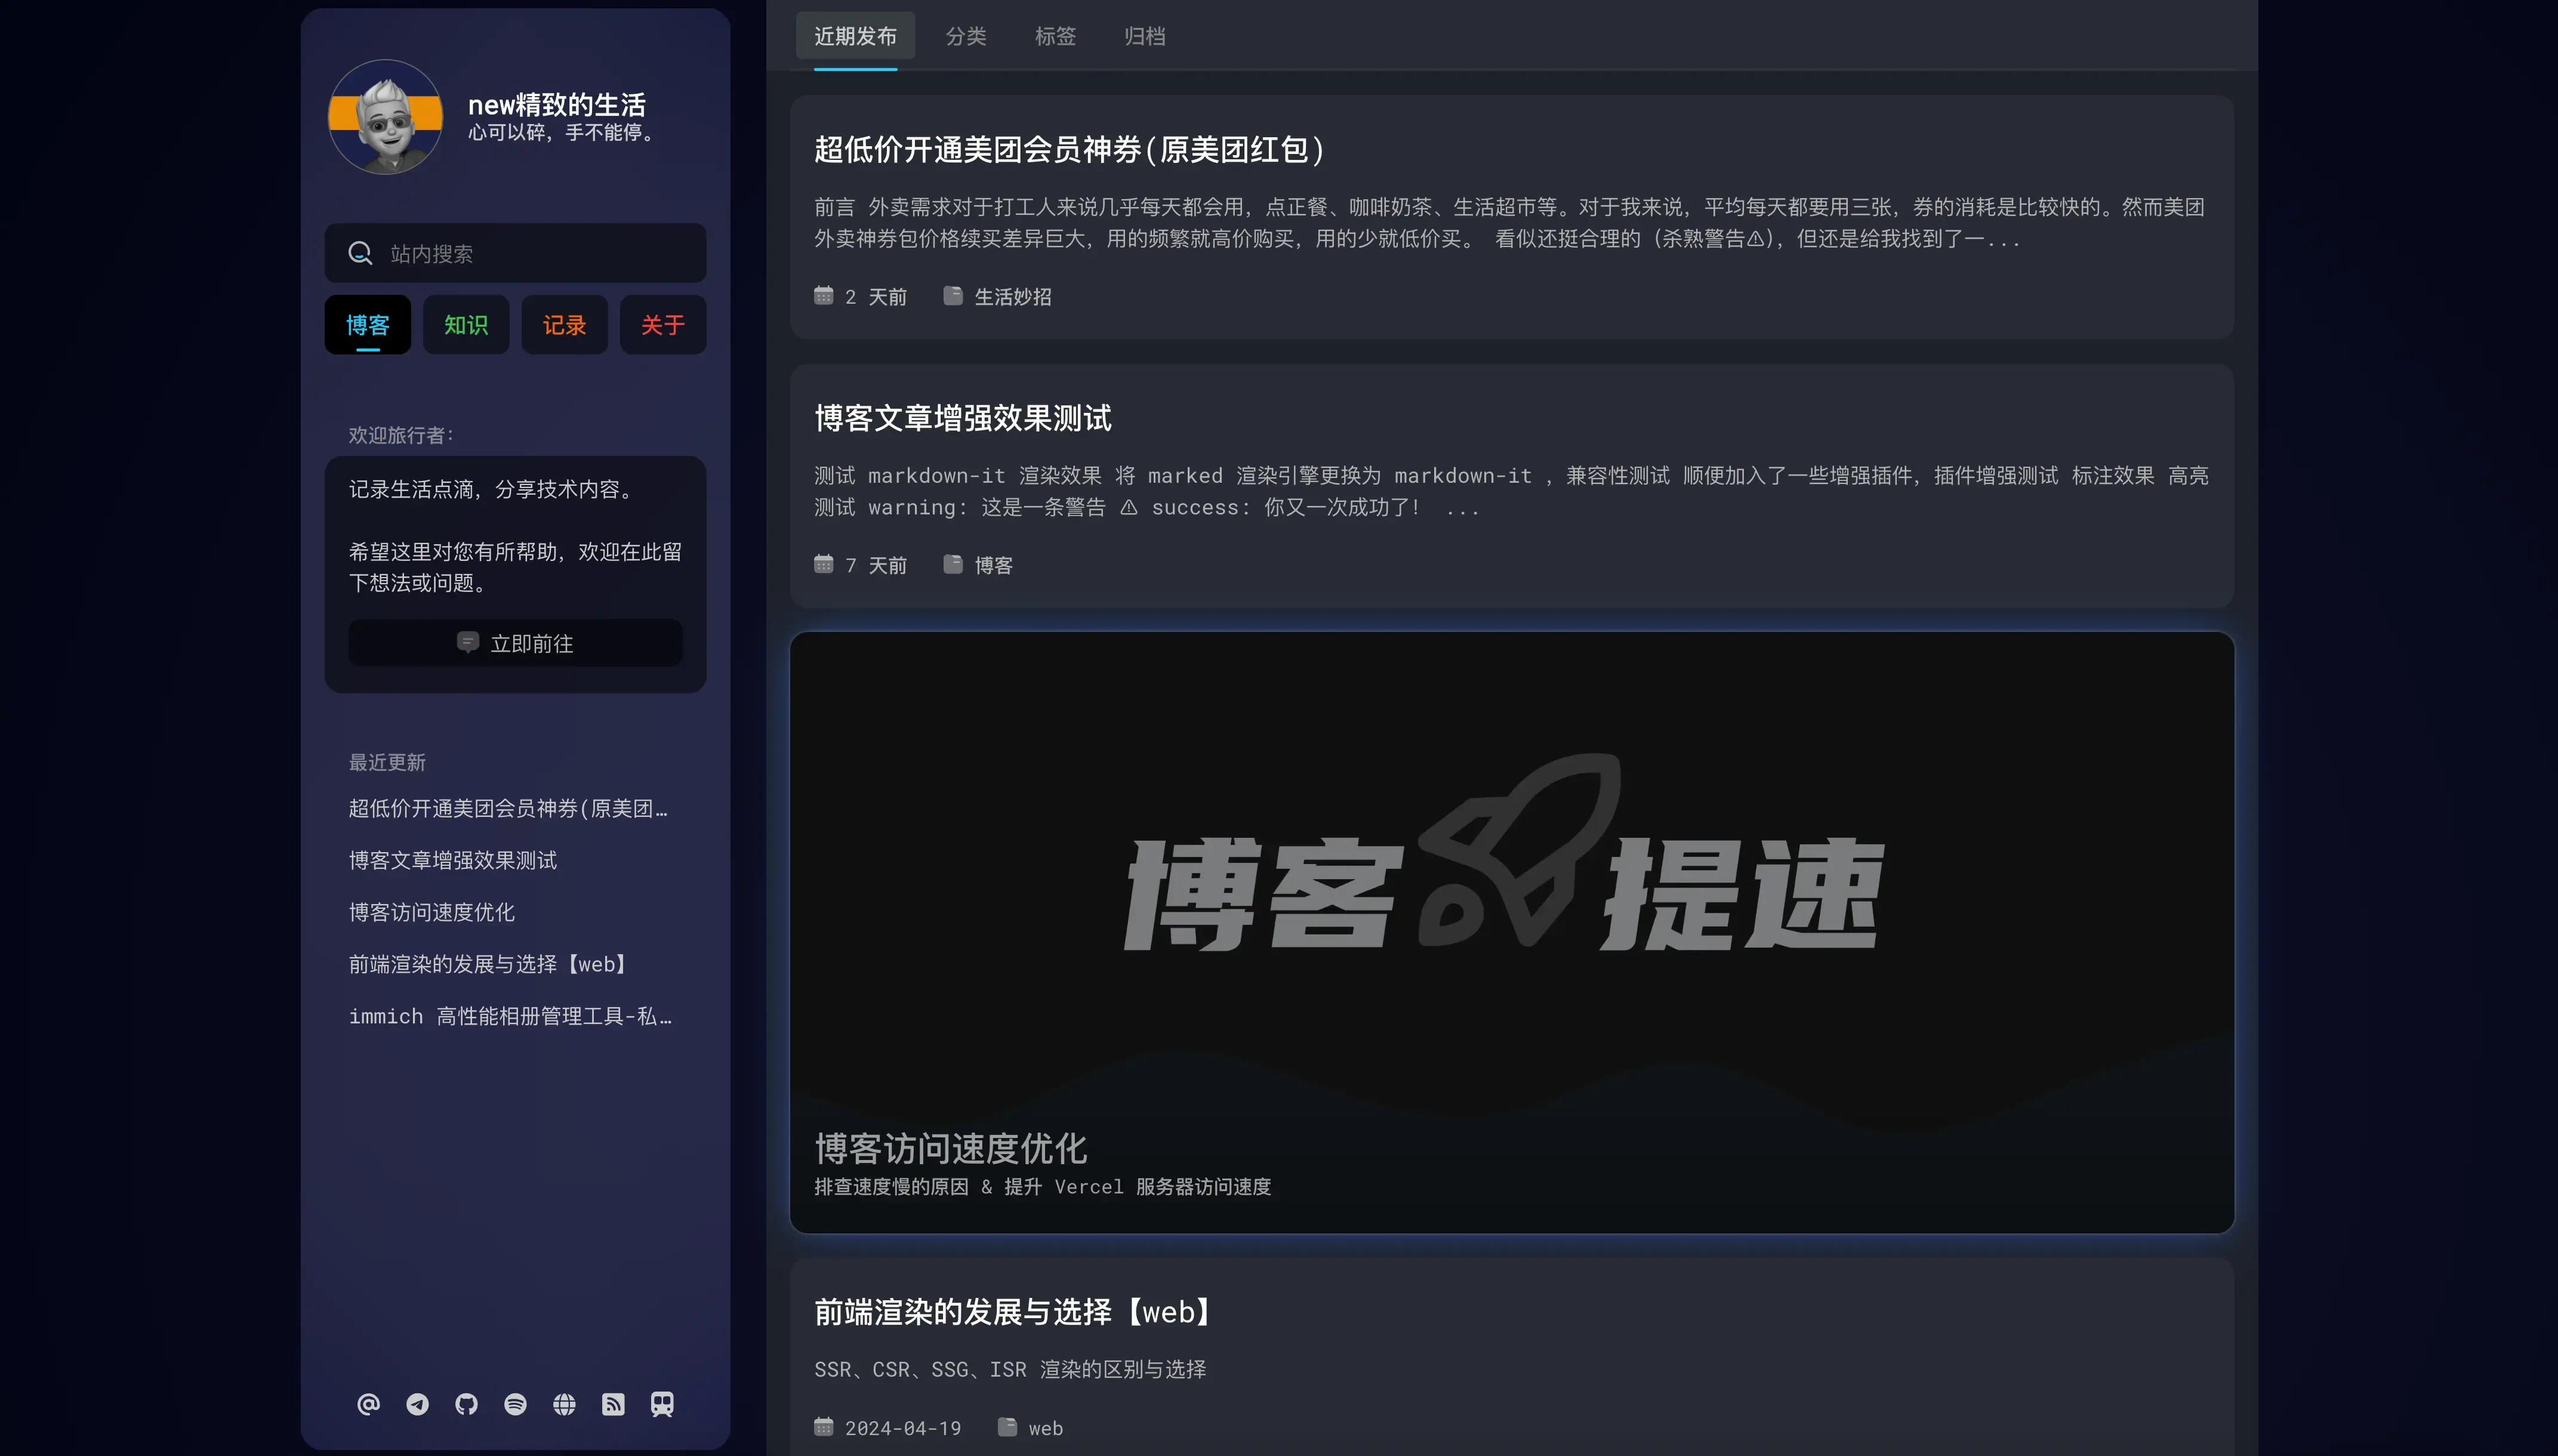 new精致的生活
心可以碎，手不能停。
站内搜索
博客
知识
记录
关于
欢迎旅行者：
记录生活点滴，分享技术内容。
希望这里对您有所帮助，欢迎在此留
下想法或问题。
立即前往
最近更新
超低价开通美团会员神券(原美团…
博客文章增强效果测试
博客访问速度优化
前端渲染的发展与选择【web】
immich 高性能相册管理工具-私…
近期发布
分类
标签
归档
超低价开通美团会员神券(原美团红包)
前言 外卖需求对于打工人来说几乎每天都会用，点正餐、咖啡奶茶、生活超市等。对于我来说，平均每天都要用三张，券的消耗是比较快的。然而美团
外卖神券包价格续买差异巨大，用的频繁就高价购买，用的少就低价买。 看似还挺合理的（杀熟警告⚠），但还是给我找到了一...
2 天前
生活妙招
博客文章增强效果测试
测试 markdown-it 渲染效果 将 marked 渲染引擎更换为 markdown-it ，兼容性测试 顺便加入了一些增强插件，插件增强测试 标注效果 高亮
测试 warning: 这是一条警告 ⚠ success: 你又一次成功了！ ...
7 天前
博客
博客 提速
博客访问速度优化
排查速度慢的原因 & 提升 Vercel 服务器访问速度
前端渲染的发展与选择【web】
SSR、CSR、SSG、ISR 渲染的区别与选择
2024-04-19
web